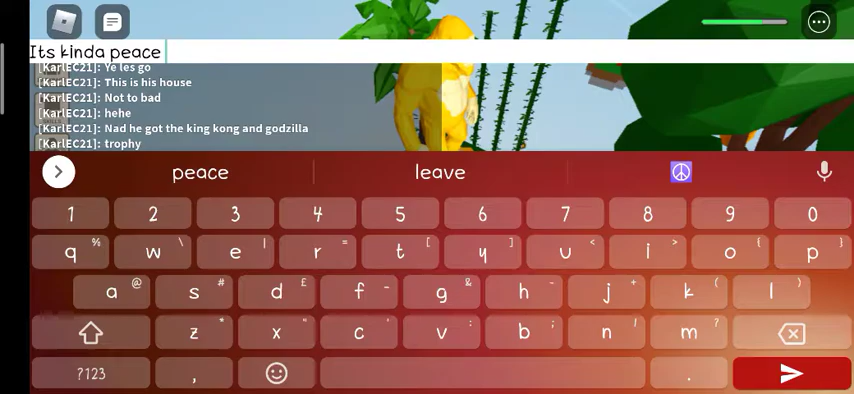 Its kinda peace
[KarlEC21]: Ye les go
[KarlEC21]: This is his house
[KarlEC21]: Not to bad
[KarlEC21]: hehe
[KarlEC21]: Nad he got the king kong and godzilla
[KarlEC21]: trophy
peace leave
1 2 3 4 5 6 7 8 9 0
q % w \ e | r = t [ y ] u < i > o { p }
a @ s # d £ f - g & h - j + k ( l )
z * x " c ' v : b ; n ! m ?
?123 , .